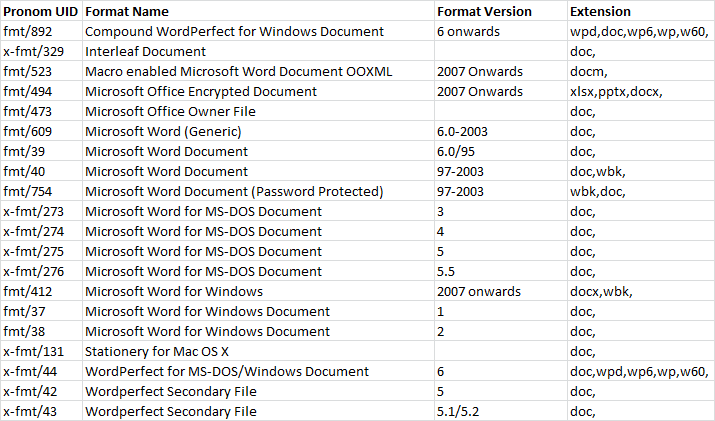 Pronom UID Format Name Format Version Extension
fmt/892 Compound WordPerfect for Windows Document 6 onwards wpd,doc,wp6,wp,w60,
x-fmt/329 Interleaf Document doc,
fmt/523 Macro enabled Microsoft Word Document OOXML 2007 Onwards docm,
fmt/494 Microsoft Office Encrypted Document 2007 Onwards xlsx,pptx,docx,
fmt/473 Microsoft Office Owner File doc,
fmt/609 Microsoft Word (Generic) 6.0-2003 doc,
fmt/39 Microsoft Word Document 6.0/95 doc,
fmt/40 Microsoft Word Document 97-2003 doc,wbk,
fmt/754 Microsoft Word Document (Password Protected) 97-2003 wbk,doc,
x-fmt/273 Microsoft Word for MS-DOS Document 3 doc,
x-fmt/274 Microsoft Word for MS-DOS Document 4 doc,
x-fmt/275 Microsoft Word for MS-DOS Document 5 doc,
x-fmt/276 Microsoft Word for MS-DOS Document 5.5 doc,
fmt/412 Microsoft Word for Windows 2007 onwards docx,wbk,
fmt/37 Microsoft Word for Windows Document 1 doc,
fmt/38 Microsoft Word for Windows Document 2 doc,
x-fmt/131 Stationery for Mac OS X doc,
x-fmt/44 WordPerfect for MS-DOS/Windows Document 6 doc,wpd,wp6,wp,w60,
x-fmt/42 Wordperfect Secondary File 5 doc,
x-fmt/43 Wordperfect Secondary File 5.1/5.2 doc,